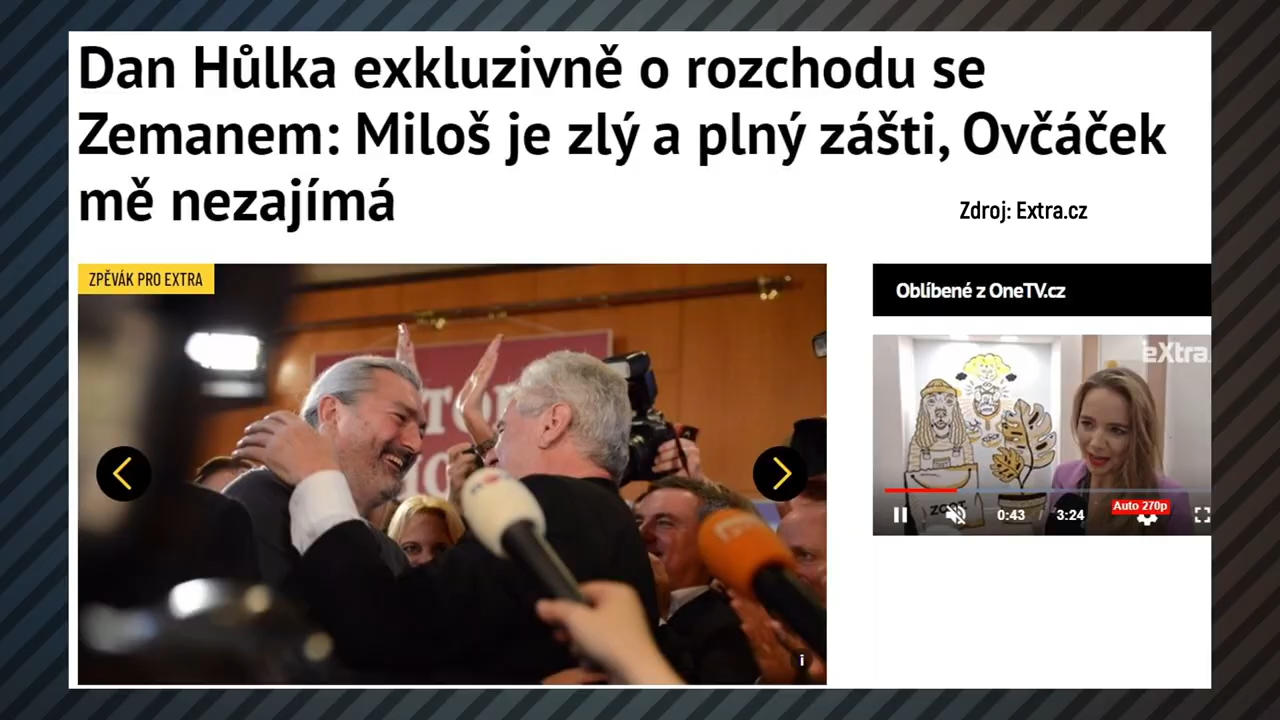 Dan Hůlka exkluzivně o rozchodu se
Zemanem: Miloš je zlý a plný zášti, Ovčáček
mě nezajímá
Zdroj: Extra.cz
ZPĚVÁK PRO EXTRA
Oblíbené z OneTV.cz
eXtra
0:43 / 3:24
Auto 270p
i